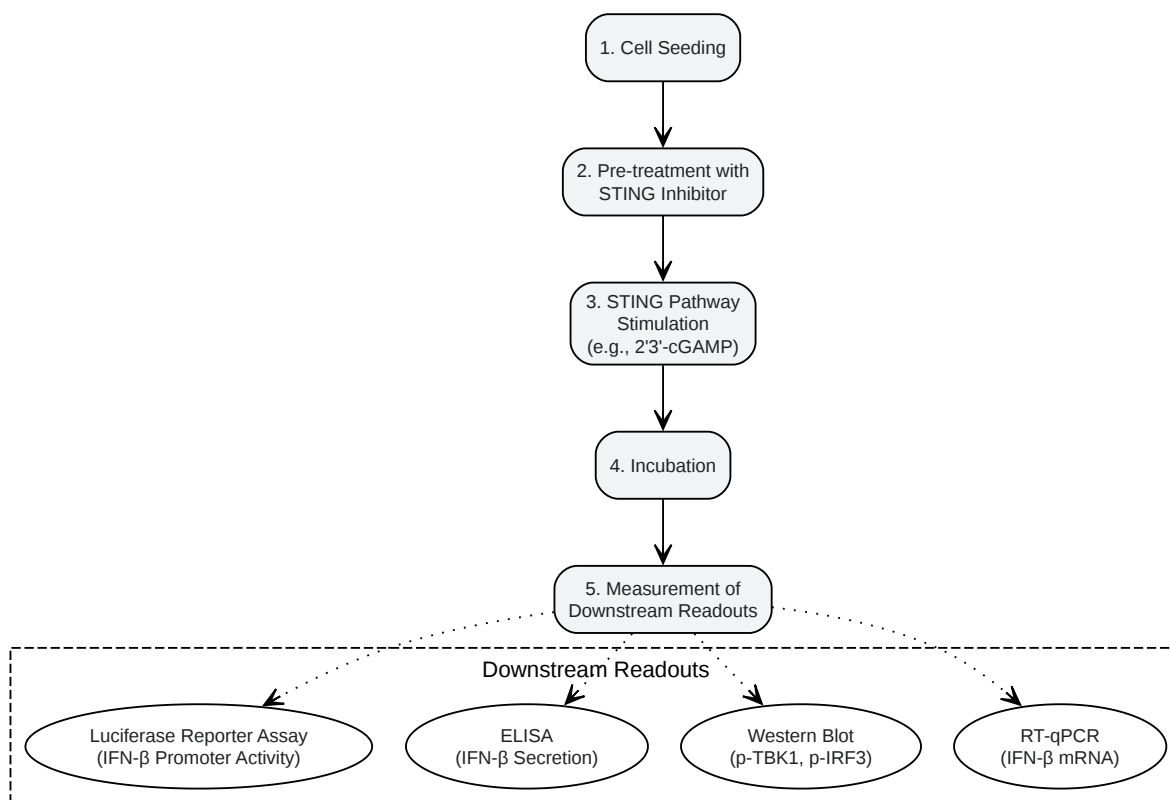 1. Cell Seeding
2. Pre-treatment with
STING Inhibitor
3. STING Pathway
Stimulation
(e.g., 2'3'-cGAMP)
4. Incubation
5. Measurement of
Downstream Readouts
Downstream Readouts
Luciferase Reporter Assay
(IFN-β Promoter Activity)
ELISA
(IFN-β Secretion)
Western Blot
(p-TBK1, p-IRF3)
RT-qPCR
(IFN-β mRNA)